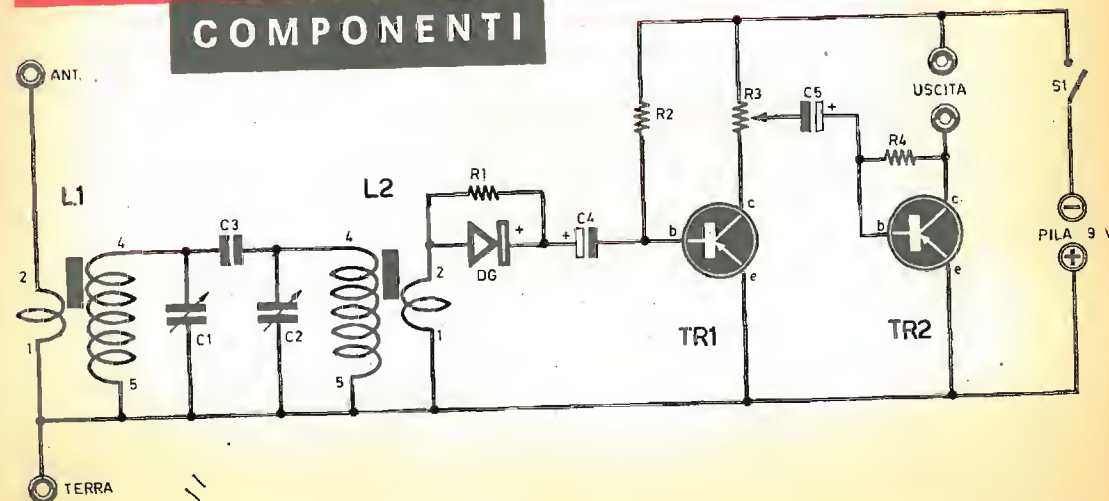 COMPONENTI
ANT.
L1
2
1
4
5
C3
C1
C2
L2
4
5
2
1
R1
+
DG
+
C4
R2
b
c
e
TR1
R3
C5
+
R4
b
c
e
TR2
USCITA
S1
−
PILA 9 V
+
TERRA